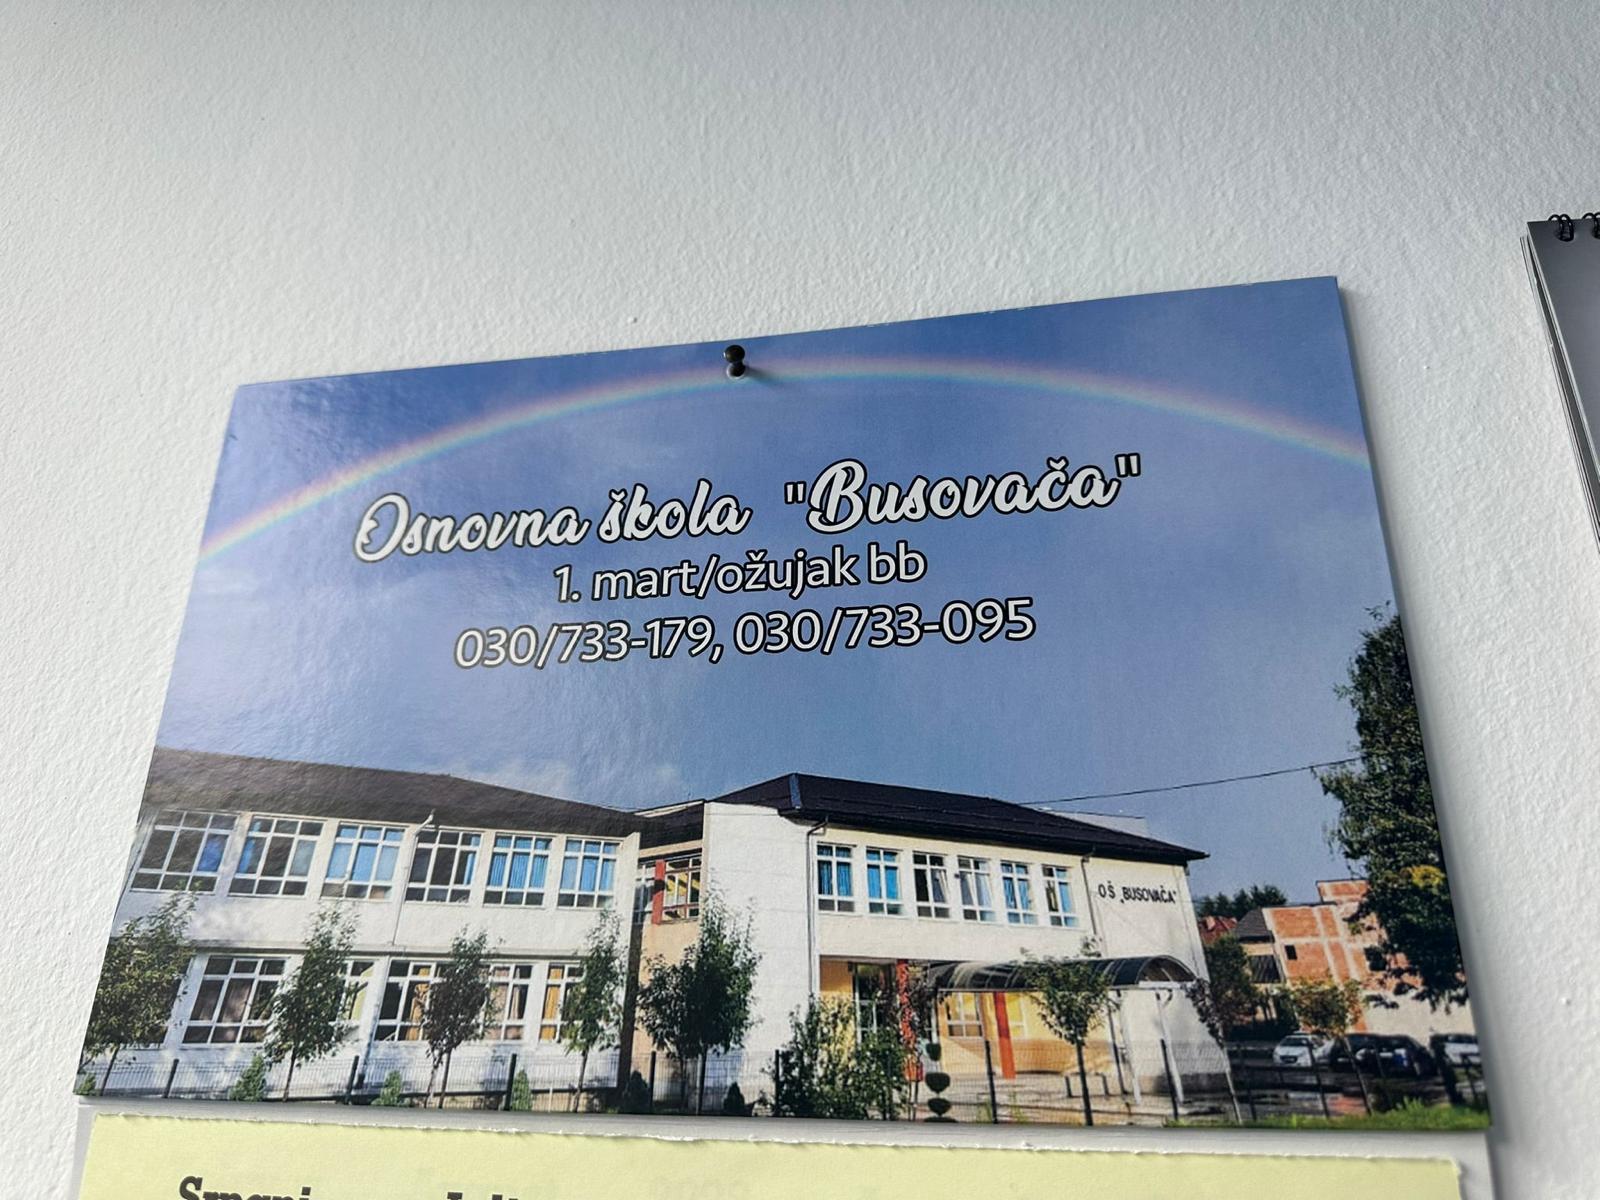 Osnovna škola "Busovača"
1. mart/ožujak bb
030/733-179, 030/733-095
OŠ „BUSOVAČA"